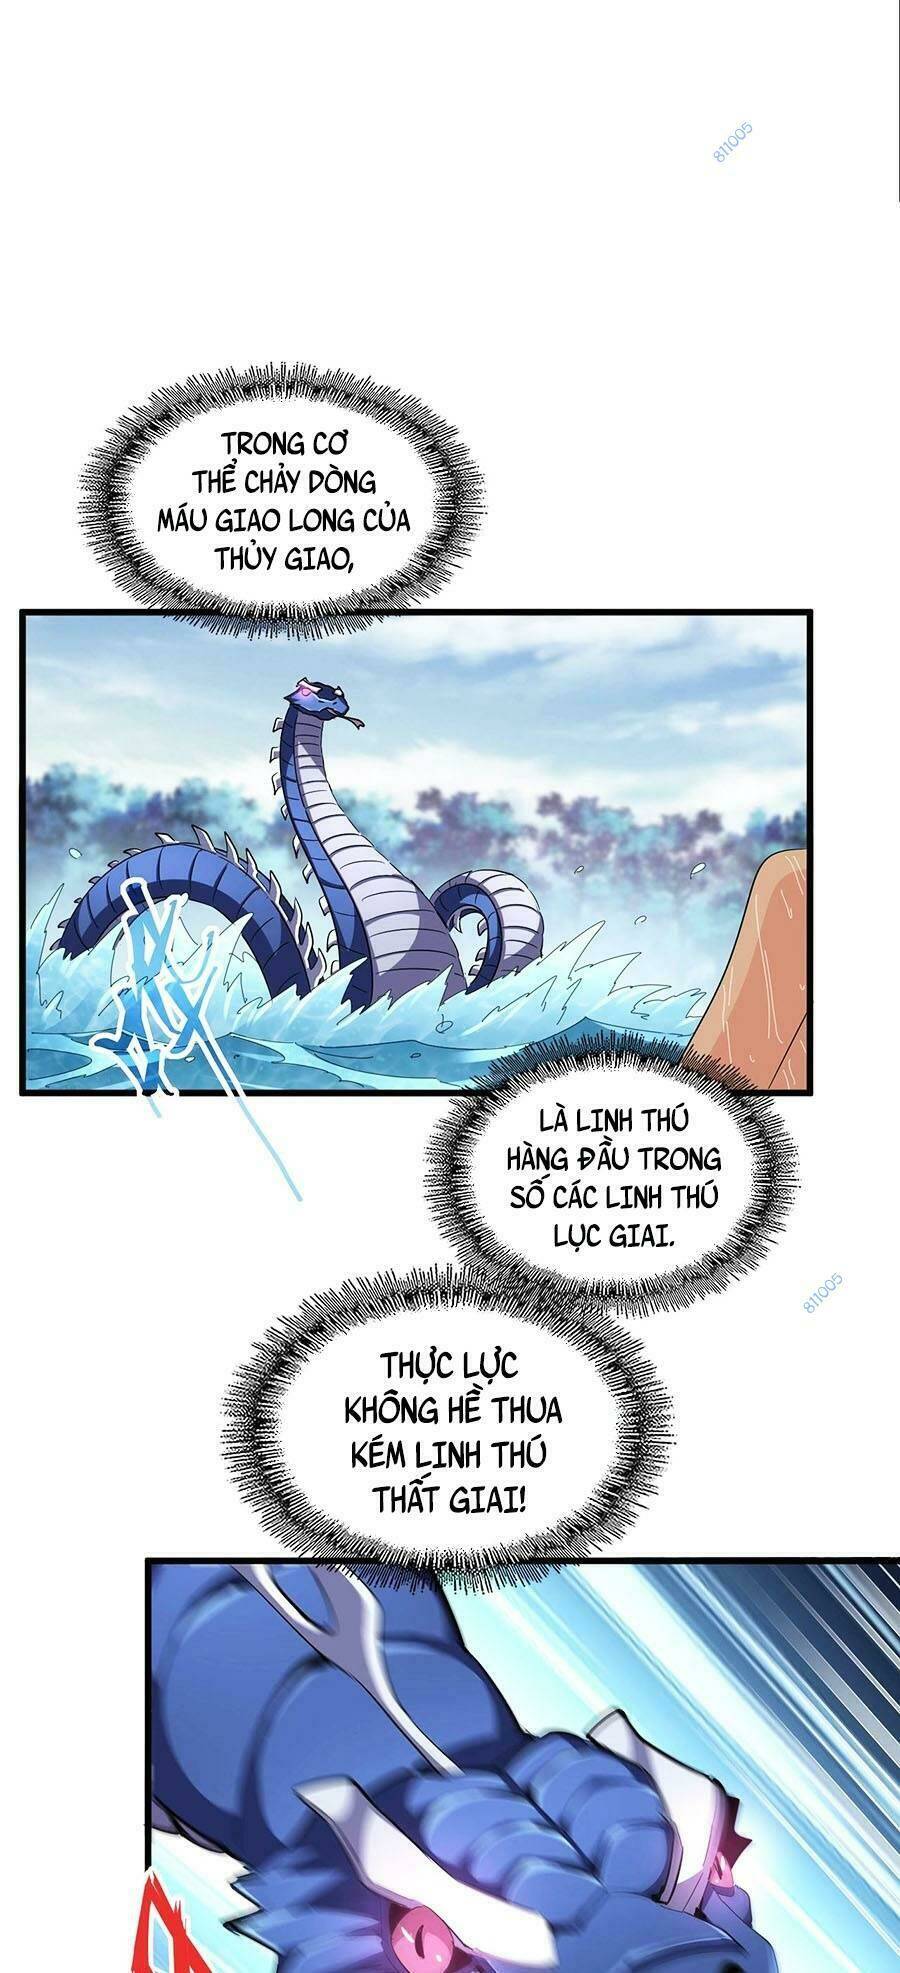 811005
TRONG CƠ
THỂ CHẢY DÒNG
MÁU GIAO LONG CỦA
THỦY GIAO,
LÀ LINH THÚ
HÀNG ĐẦU TRONG
SỐ CÁC LINH THÚ
LỤC GIAI.
811005
THỰC LỰC
KHÔNG HỀ THUA
KÉM LINH THÚ
THẤT GIAI!